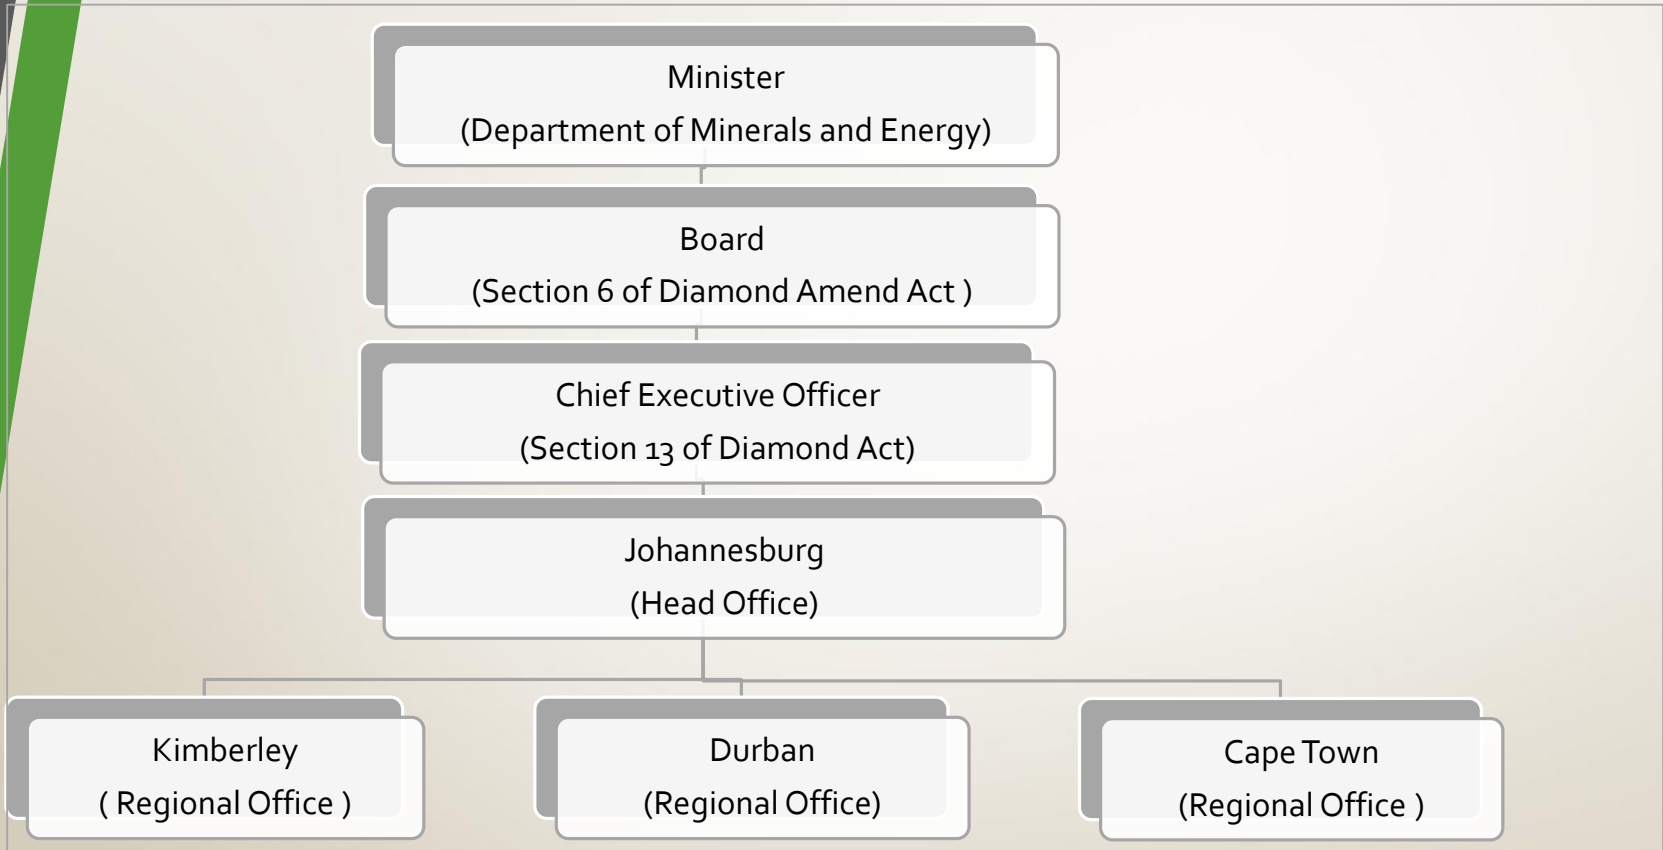 Minister
(Department of Minerals and Energy)
Board
(Section 6 of Diamond Amend Act )
Chief Executive Officer
(Section 13 of Diamond Act)
Johannesburg
(Head Office)
Kimberley
( Regional Office )
Durban
(Regional Office)
Cape Town
(Regional Office )